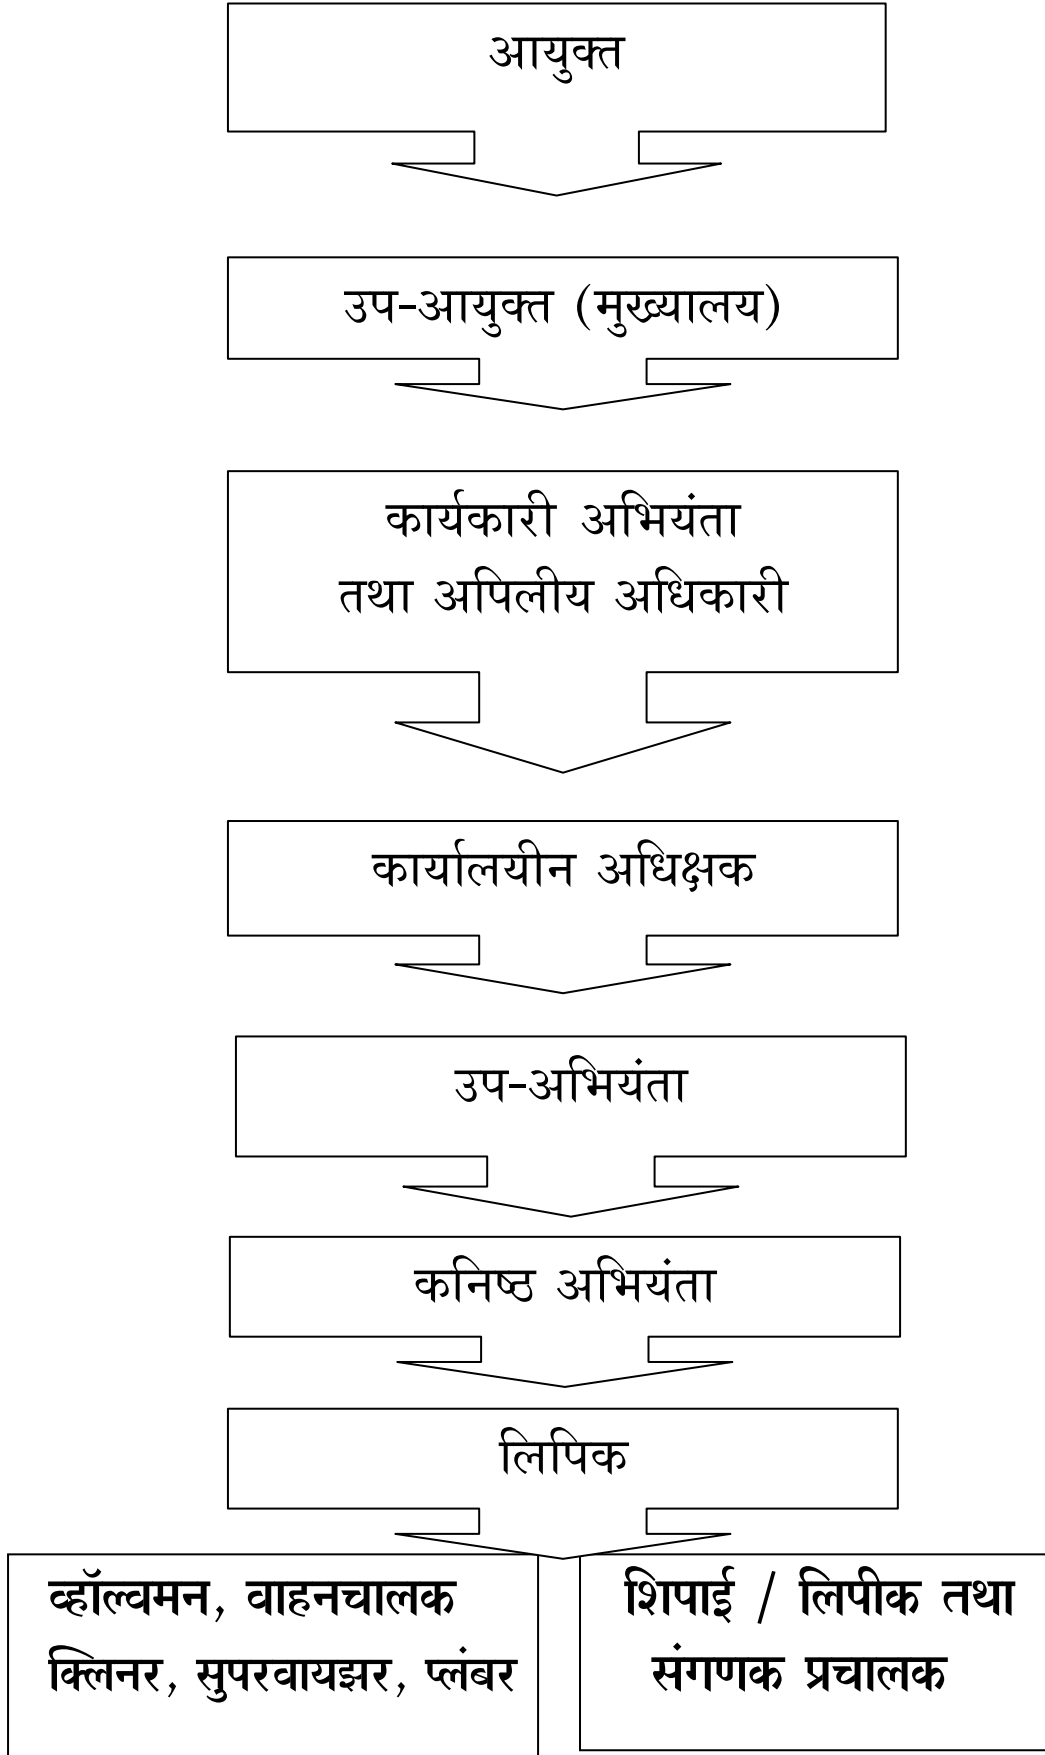 आयुक्त
उप-आयुक्त (मुख्यालय)
कार्यकारी अभियंता
तथा अपिलीय अधिकारी
कार्यालयीन अधिक्षक
उप-अभियंता
कनिष्ठ अभियंता
लिपिक
व्हॉल्वमन, वाहनचालक
क्लिनर, सुपरवायझर, प्लंबर
शिपाई / लिपीक तथा
संगणक प्रचालक